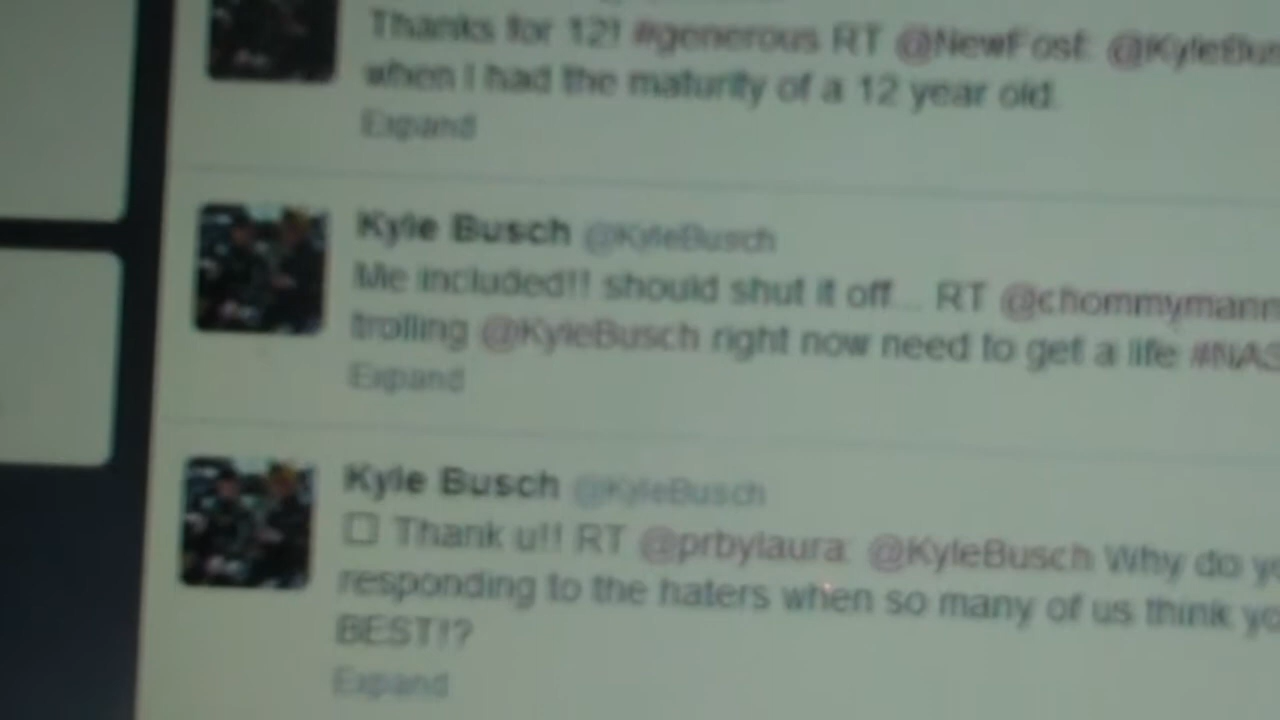 Thanks for 12! #generous RT @NewFost: @KyleBus
when I had the maturity of a 12 year old.
Expand
Kyle Busch @KyleBusch
Me included!! should shut it off... RT @chommymann
trolling @KyleBusch right now need to get a life #NAS
Expand
Kyle Busch @KyleBusch
☐ Thank u!! RT @prbylaura: @KyleBusch Why do yo
responding to the haters when so many of us think yo
BEST!?
Expand